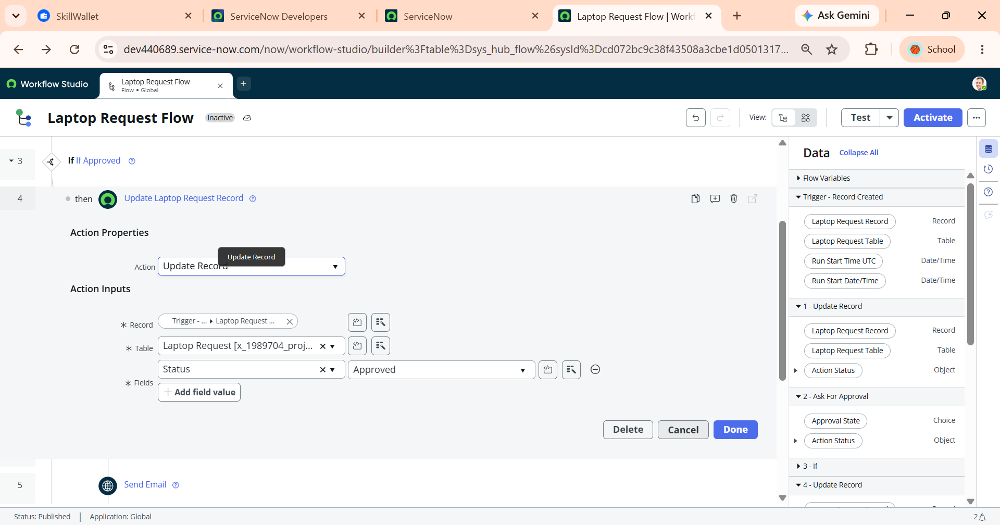 SkillWallet
ServiceNow Developers
ServiceNow
Laptop Request Flow | Workf
Ask Gemini
dev440689.service-now.com/now/workflow-studio/builder%3Ftable%3Dsys_hub_flow%26sysId%3Dcd072bc9c38f43508a3cbe1d0501317...
School
Workflow Studio
Laptop Request Flow
Flow • Global
Laptop Request Flow
Inactive
View:
Test
Activate
3
If If Approved
4
then
Update Laptop Request Record
Action Properties
Update Record
Action
Update Record
Action Inputs
Record
Trigger - ... ▸ Laptop Request ...
Table
Laptop Request [x_1989704_proj...
Status
Approved
Fields
+ Add field value
Delete
Cancel
Done
5
Send Email
Data
Collapse All
Flow Variables
Trigger - Record Created
Laptop Request Record
Record
Laptop Request Table
Table
Run Start Time UTC
Date/Time
Run Start Date/Time
Date/Time
1 - Update Record
Laptop Request Record
Record
Laptop Request Table
Table
Action Status
Object
2 - Ask For Approval
Approval State
Choice
Action Status
Object
3 - If
4 - Update Record
Status: Published
Application: Global
2